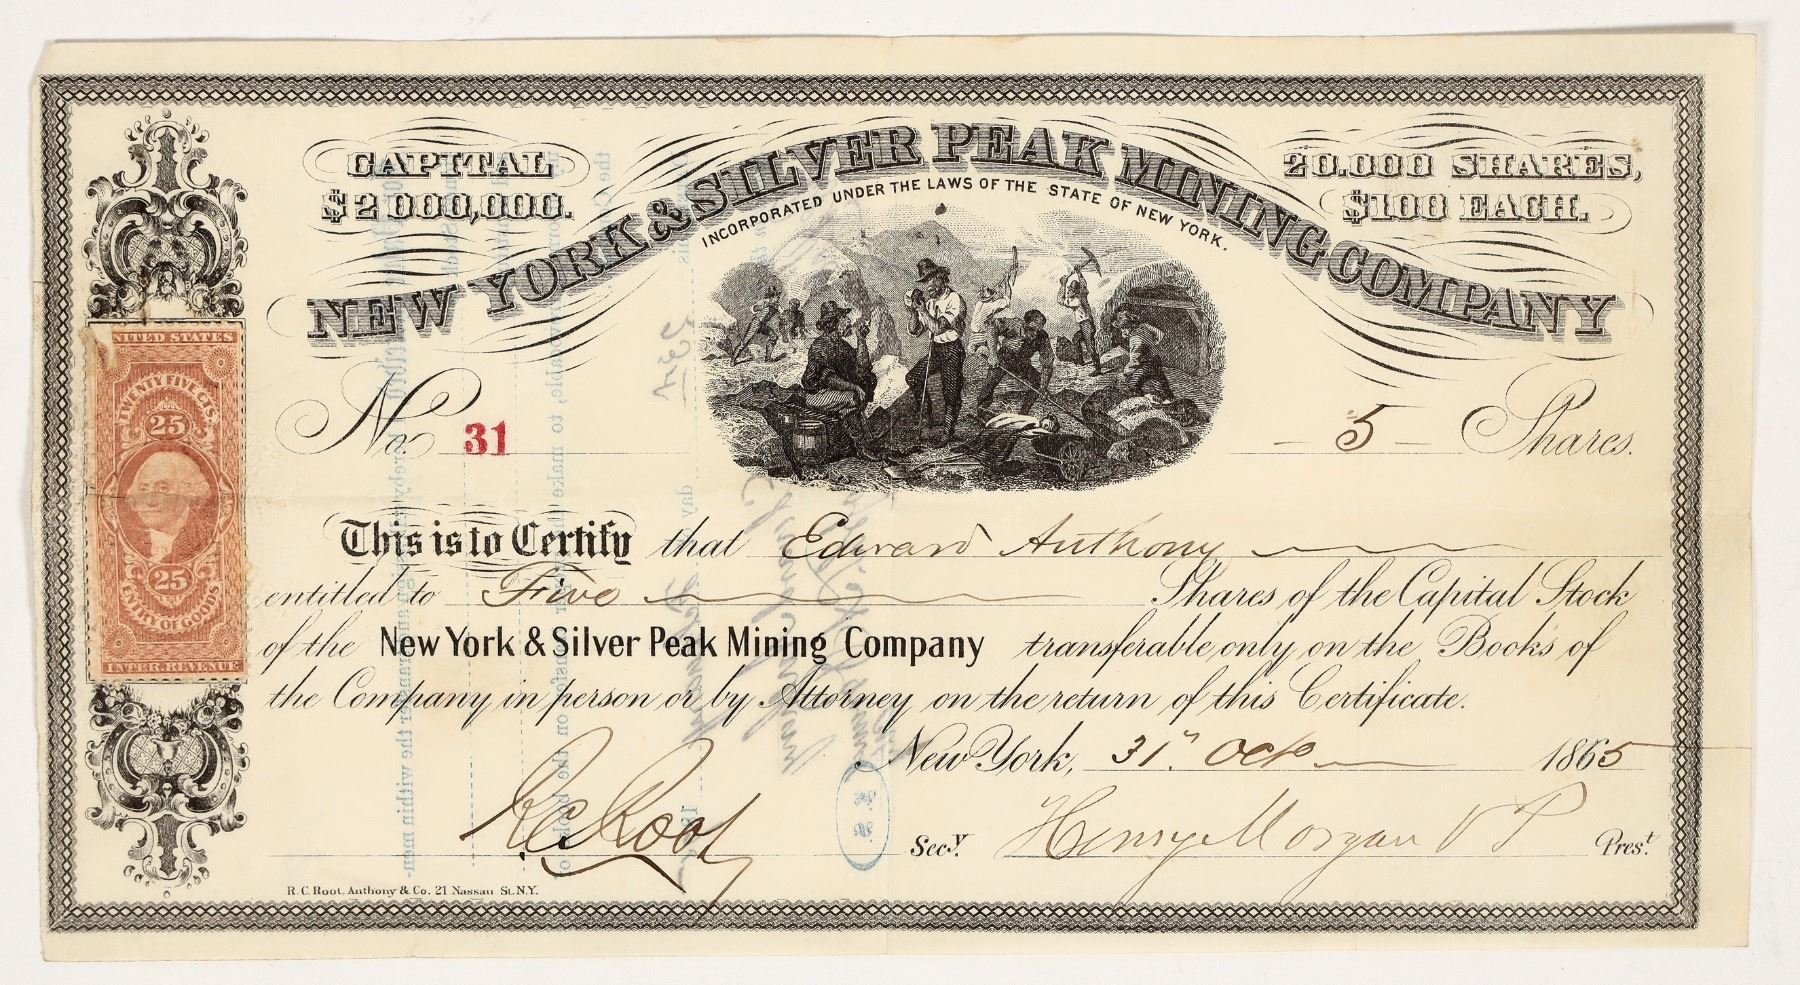 CAPITAL
$2000,000.
NEW YORK & SILVER PEAK MINING COMPANY
INCORPORATED UNDER THE LAWS OF THE STATE OF NEW YORK.
20.000 SHARES,
$100 EACH.
UNITED STATES
TWENTY FIVE CTS.
25
25
ENTRY OF GOODS
INTER. REVENUE
No. 31
5 Shares.
This is to Certify that Edward Anthony
entitled to Five Shares of the Capital Stock
of the New York & Silver Peak Mining Company transferable only on the Books of
the Company in person or by Attorney on the return of this Certificate.
New York, 31st Oct 1865
R C Root Secy. Henry Morgan V P Prest.
R. C. Root, Anthony & Co. 21 Nassau St. N.Y.